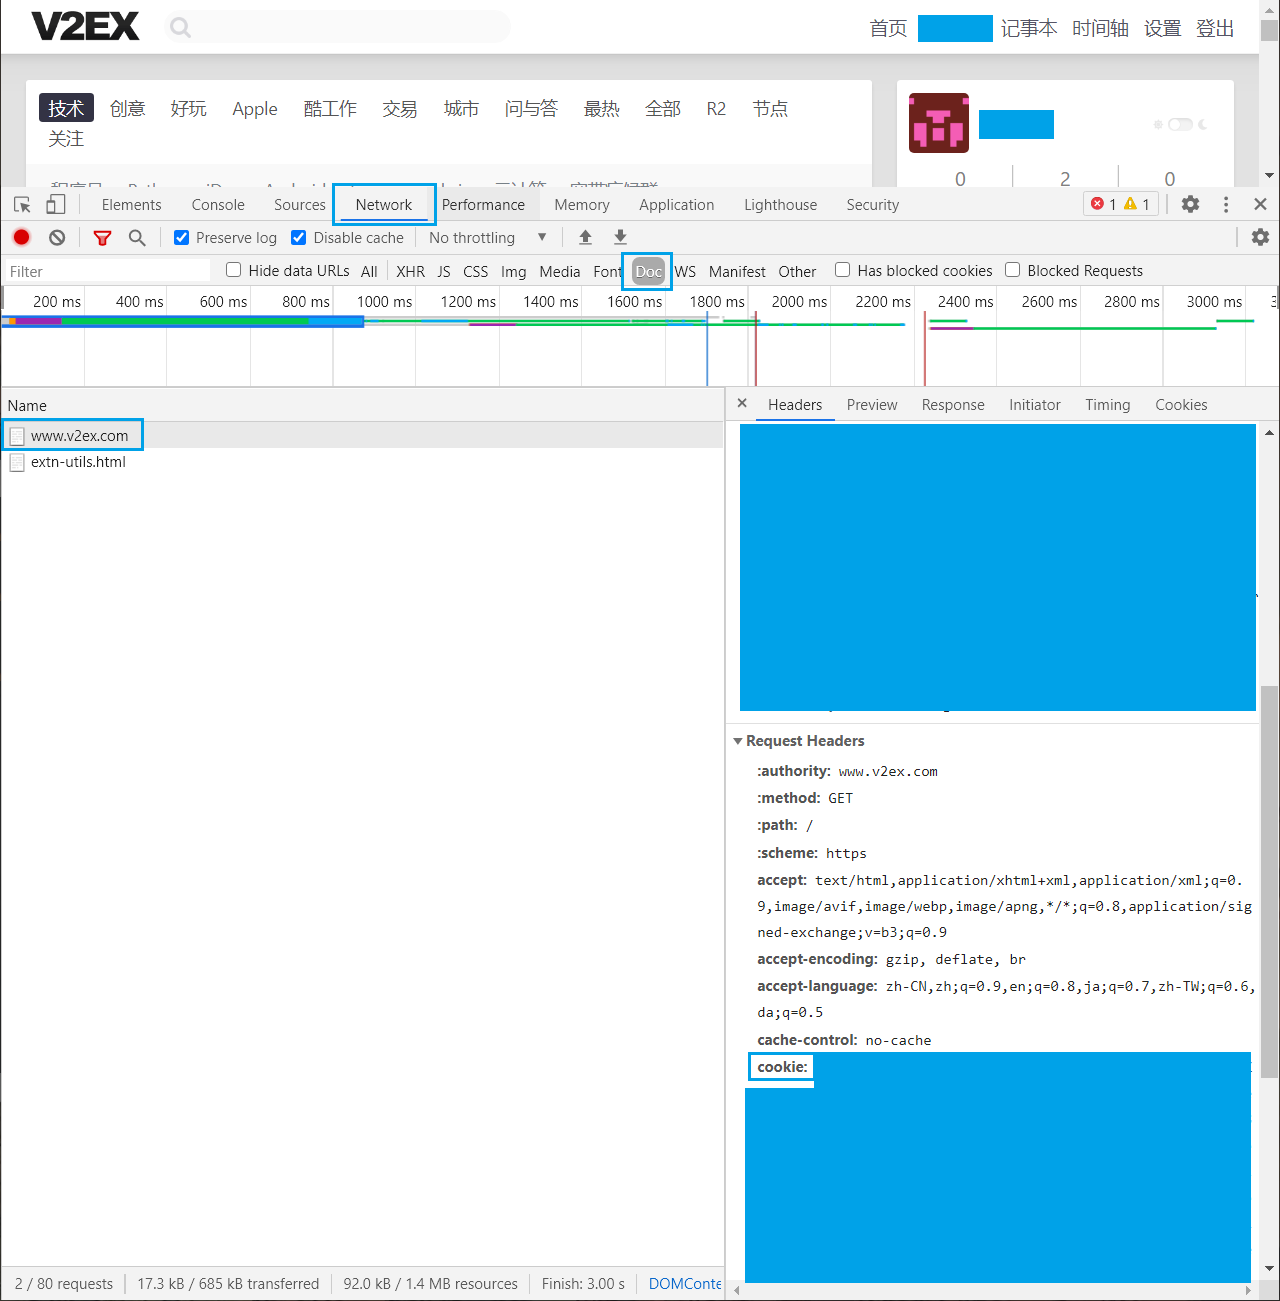 V2EX
首页 记事本 时间轴 设置 登出
技术 创意 好玩 Apple 酷工作 交易 城市 问与答 最热 全部 R2 节点
关注
0 2 0
Elements Console Sources Network Performance Memory Application Lighthouse Security 1 1
Preserve log Disable cache No throttling
Filter Hide data URLs All XHR JS CSS Img Media Font Doc WS Manifest Other Has blocked cookies Blocked Requests
200 ms 400 ms 600 ms 800 ms 1000 ms 1200 ms 1400 ms 1600 ms 1800 ms 2000 ms 2200 ms 2400 ms 2600 ms 2800 ms 3000 ms
Name
www.v2ex.com
extn-utils.html
Headers Preview Response Initiator Timing Cookies
Request Headers
:authority: www.v2ex.com
:method: GET
:path: /
:scheme: https
accept: text/html,application/xhtml+xml,application/xml;q=0.
9,image/avif,image/webp,image/apng,*/*;q=0.8,application/sig
ned-exchange;v=b3;q=0.9
accept-encoding: gzip, deflate, br
accept-language: zh-CN,zh;q=0.9,en;q=0.8,ja;q=0.7,zh-TW;q=0.6,
da;q=0.5
cache-control: no-cache
cookie:
2 / 80 requests 17.3 kB / 685 kB transferred 92.0 kB / 1.4 MB resources Finish: 3.00 s DOMConte